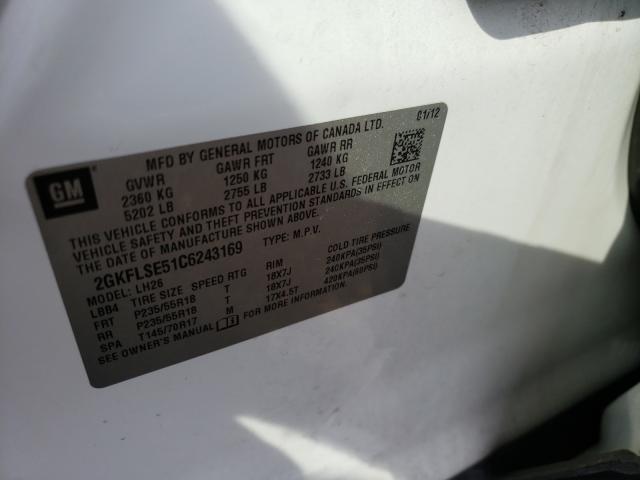 GM
01/12
MFD BY GENERAL MOTORS OF CANADA LTD.
GVWR GAWR FRT GAWR RR
2360 KG 1250 KG 1240 KG
5202 LB 2755 LB 2733 LB
THIS VEHICLE CONFORMS TO ALL APPLICABLE U.S. FEDERAL MOTOR
VEHICLE SAFETY AND THEFT PREVENTION STANDARDS IN EFFECT ON
THE DATE OF MANUFACTURE SHOWN ABOVE.
2GKFLSE51C6243169 TYPE: M.P.V.
MODEL: LH26
LBB4 TIRE SIZE SPEED RTG RIM COLD TIRE PRESSURE
FRT P235/55R18 T 18X7J 240KPA(35PSI)
RR P235/55R18 T 18X7J 240KPA(35PSI)
SPA T145/70R17 M 17X4.5T 420KPA(60PSI)
SEE OWNER'S MANUAL FOR MORE INFORMATION.